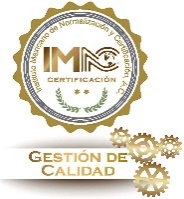 Instituto Mexicano de Normalización y Certificación, A.C.
IMNC
CERTIFICACIÓN
GESTIÓN DE
CALIDAD